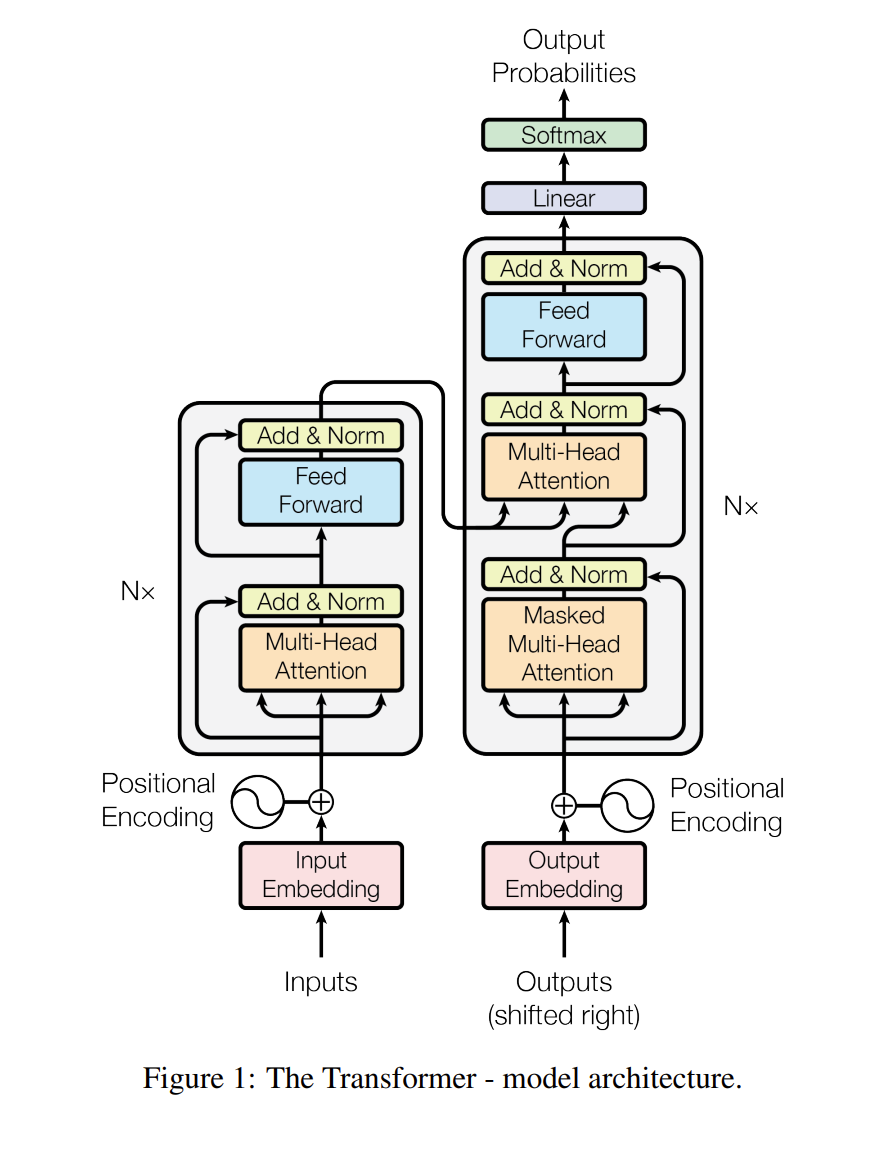 Output
Probabilities
Softmax
Linear
Add & Norm
Feed
Forward
Add & Norm
Multi-Head
Attention
Add & Norm
Masked
Multi-Head
Attention
N×
Add & Norm
Feed
Forward
Add & Norm
Multi-Head
Attention
N×
Positional
Encoding
Positional
Encoding
Input
Embedding
Output
Embedding
Inputs
Outputs
(shifted right)
Figure 1: The Transformer - model architecture.